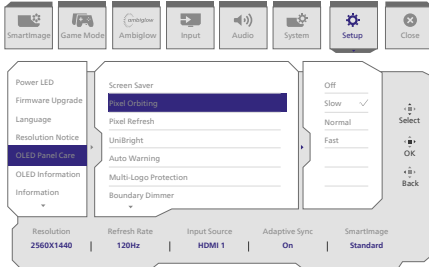 SmartImage
Game Mode
ambiglow
Ambiglow
Input
Audio
System
Setup
Close
Power LED
Firmware Upgrade
Language
Resolution Notice
OLED Panel Care
OLED Information
Information
Screen Saver
Pixel Orbiting
Pixel Refresh
UniBright
Auto Warning
Multi-Logo Protection
Boundary Dimmer
Off
Slow
Normal
Fast
Select
OK
Back
Resolution Refresh Rate Input Source Adaptive Sync SmartImage
2560X1440 120Hz HDMI 1 On Standard